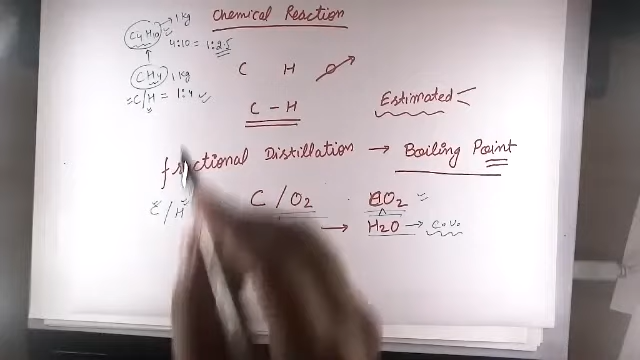 Chemical Reaction
C4H10 → 1 Kg
4:10 = 1:2.5
CH4 1 Kg
= C/H = 1:4
C H
C - H
Estimated
Fractional Distillation → Boiling Point
C / H
C / O2
→ H2O → C.V.